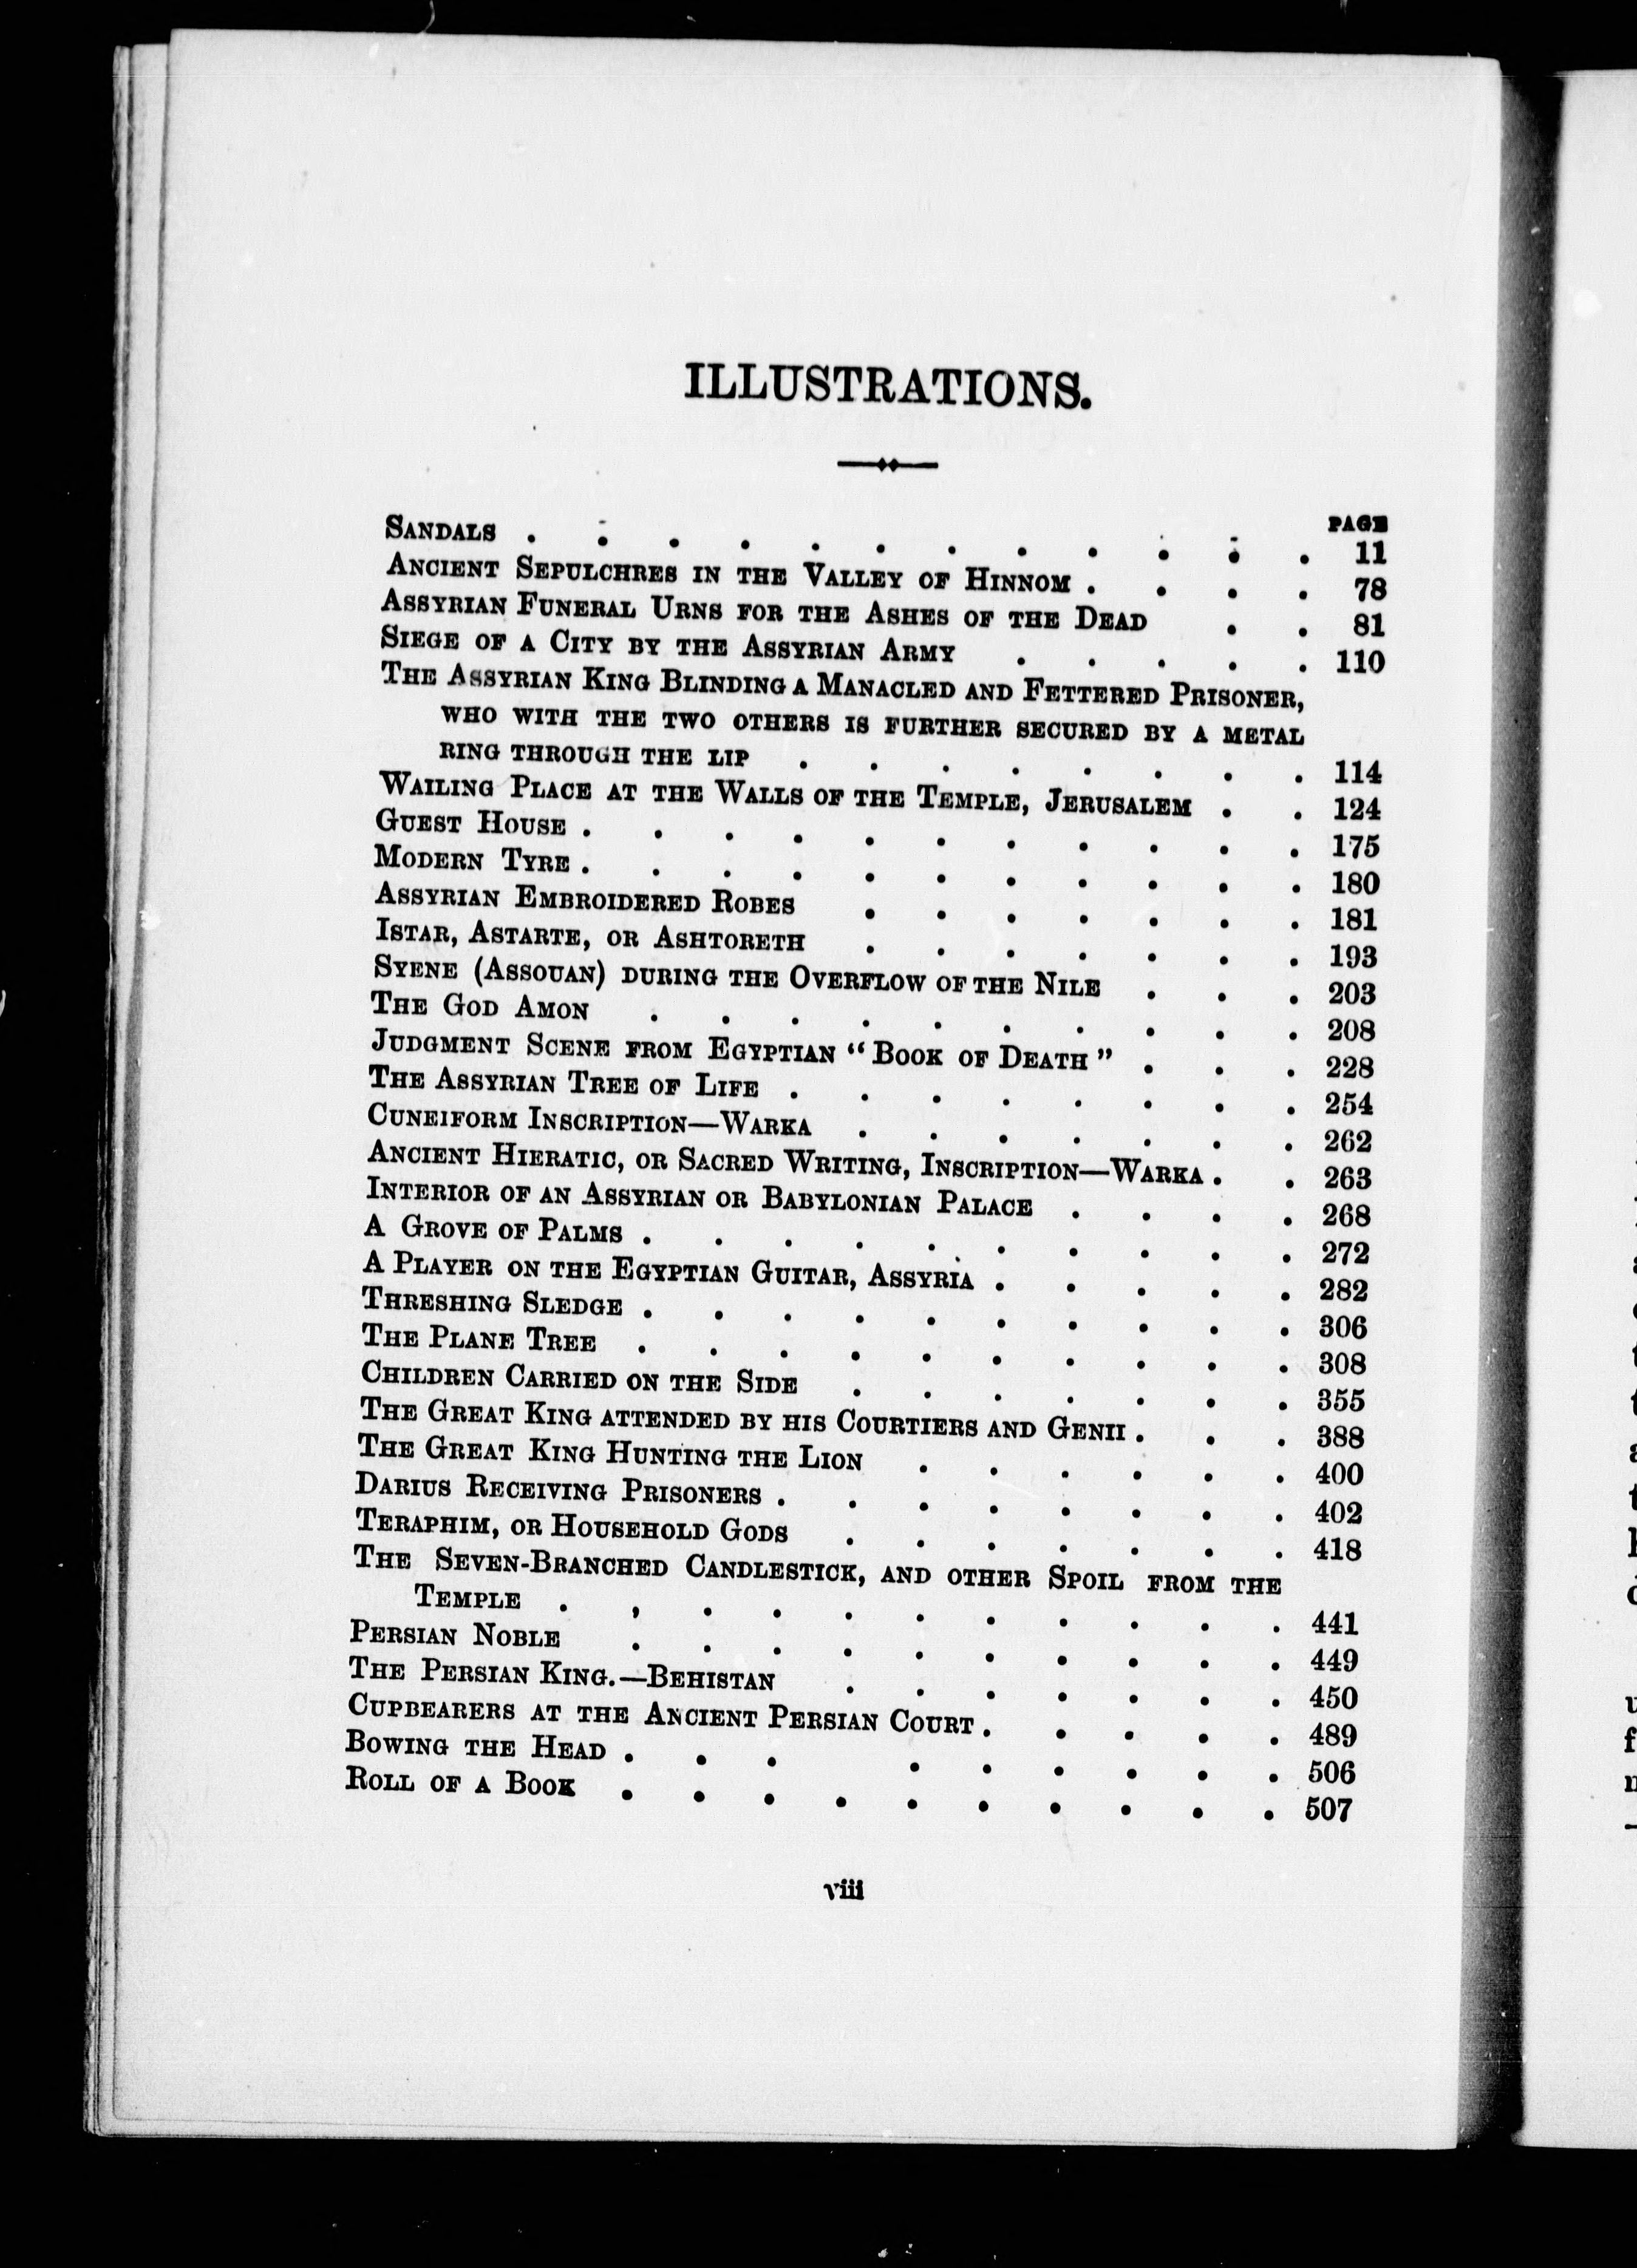 ILLUSTRATIONS.
PAGE
SANDALS . . . . . . . . . . . . 11
ANCIENT SEPULCHRES IN THE VALLEY OF HINNOM . . . . 78
ASSYRIAN FUNERAL URNS FOR THE ASHES OF THE DEAD . . 81
SIEGE OF A CITY BY THE ASSYRIAN ARMY . . . . . 110
THE ASSYRIAN KING BLINDING A MANACLED AND FETTERED PRISONER,
WHO WITH THE TWO OTHERS IS FURTHER SECURED BY A METAL
RING THROUGH THE LIP . . . . . . . . 114
WAILING PLACE AT THE WALLS OF THE TEMPLE, JERUSALEM . . 124
GUEST HOUSE . . . . . . . . . . . 175
MODERN TYRE . . . . . . . . . . . 180
ASSYRIAN EMBROIDERED ROBES . . . . . . . 181
ISTAR, ASTARTE, OR ASHTORETH . . . . . . . 193
SYENE (ASSOUAN) DURING THE OVERFLOW OF THE NILE . . . 203
THE GOD AMON . . . . . . . . . . 208
JUDGMENT SCENE FROM EGYPTIAN "BOOK OF DEATH" . . . 228
THE ASSYRIAN TREE OF LIFE . . . . . . . . 254
CUNEIFORM INSCRIPTION—WARKA . . . . . . . 262
ANCIENT HIERATIC, OR SACRED WRITING, INSCRIPTION—WARKA . . 263
INTERIOR OF AN ASSYRIAN OR BABYLONIAN PALACE . . . . 268
A GROVE OF PALMS . . . . . . . . . . 272
A PLAYER ON THE EGYPTIAN GUITAR, ASSYRIA . . . . . 282
THRESHING SLEDGE . . . . . . . . . . 306
THE PLANE TREE . . . . . . . . . . 308
CHILDREN CARRIED ON THE SIDE . . . . . . . 355
THE GREAT KING ATTENDED BY HIS COURTIERS AND GENII . . . 388
THE GREAT KING HUNTING THE LION . . . . . . 400
DARIUS RECEIVING PRISONERS . . . . . . . . 402
TERAPHIM, OR HOUSEHOLD GODS . . . . . . . 418
THE SEVEN-BRANCHED CANDLESTICK, AND OTHER SPOIL FROM THE
TEMPLE . , . . . . . . . . . 441
PERSIAN NOBLE . . . . . . . . . . 449
THE PERSIAN KING.—BEHISTAN . . . . . . . 450
CUPBEARERS AT THE ANCIENT PERSIAN COURT . . . . . 489
BOWING THE HEAD . . . . . . . . . 506
ROLL OF A BOOK . . . . . . . . . . 507
viii